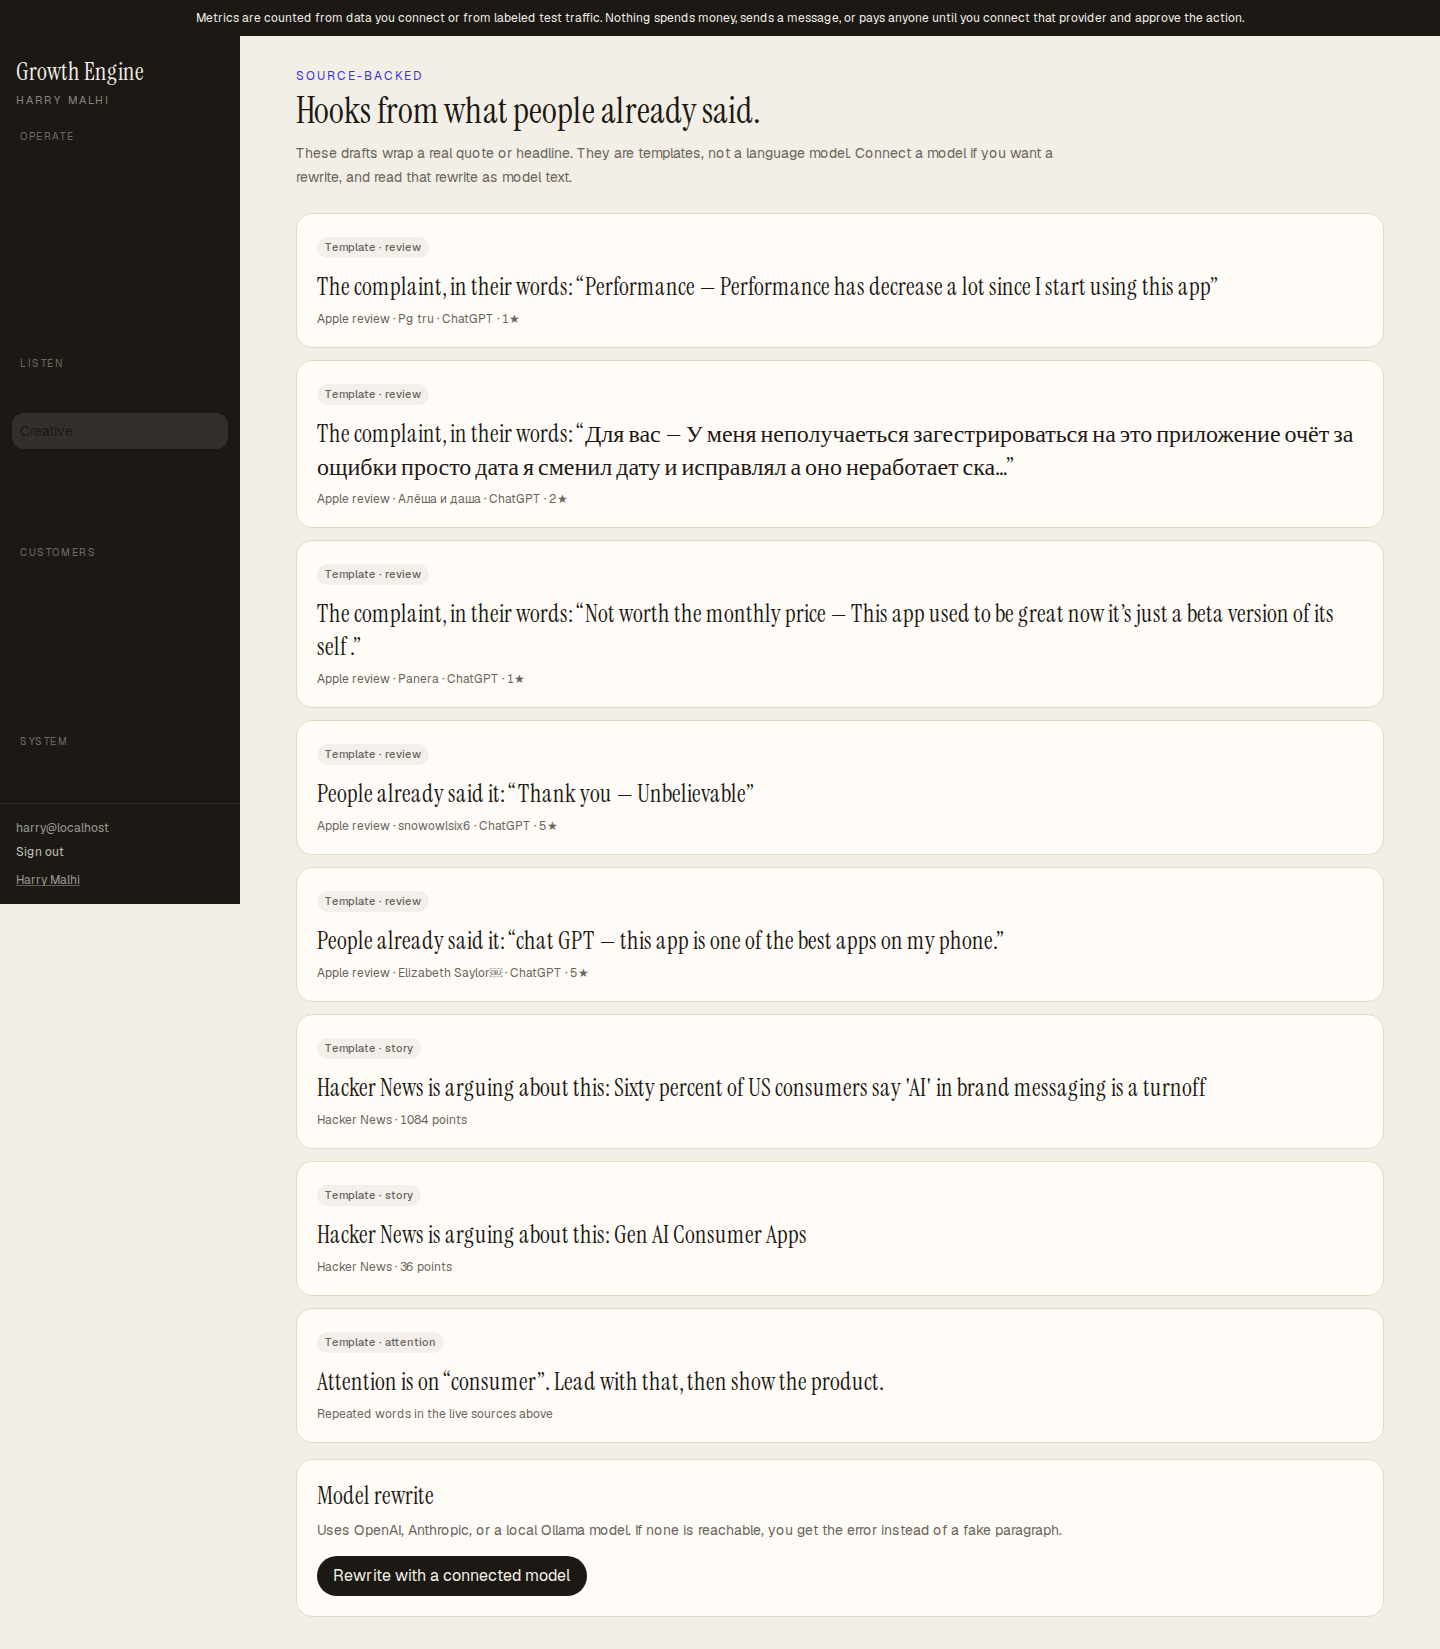 Metrics are counted from data you connect or from labeled test traffic. Nothing spends money, sends a message, or pays anyone until you connect that provider and approve the action.
Growth Engine
HARRY MALHI
OPERATE
LISTEN
Creative
CUSTOMERS
SYSTEM
harry@localhost
Sign out
Harry Malhi
SOURCE-BACKED
Hooks from what people already said.
These drafts wrap a real quote or headline. They are templates, not a language model. Connect a model if you want a
rewrite, and read that rewrite as model text.
Template · review
The complaint, in their words: “Performance — Performance has decrease a lot since I start using this app”
Apple review · Pg tru · ChatGPT · 1★
Template · review
The complaint, in their words: “Для вас — У меня неполучаеться загестрироваться на это приложение очёт за
ощибки просто дата я сменил дату и исправлял а оно неработает ска…”
Apple review · Алёша и даша · ChatGPT · 2★
Template · review
The complaint, in their words: “Not worth the monthly price — This app used to be great now it’s just a beta version of its
self .”
Apple review · Panera · ChatGPT · 1★
Template · review
People already said it: “Thank you — Unbelievable”
Apple review · snowowlsix6 · ChatGPT · 5★
Template · review
People already said it: “chat GPT — this app is one of the best apps on my phone.”
Apple review · Elizabeth Saylor￼ · ChatGPT · 5★
Template · story
Hacker News is arguing about this: Sixty percent of US consumers say 'AI' in brand messaging is a turnoff
Hacker News · 1084 points
Template · story
Hacker News is arguing about this: Gen AI Consumer Apps
Hacker News · 36 points
Template · attention
Attention is on “consumer”. Lead with that, then show the product.
Repeated words in the live sources above
Model rewrite
Uses OpenAI, Anthropic, or a local Ollama model. If none is reachable, you get the error instead of a fake paragraph.
Rewrite with a connected model